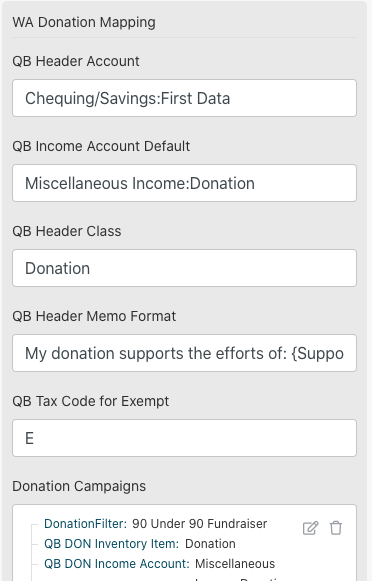 WA Donation Mapping
QB Header Account
Chequing/Savings:First Data
QB Income Account Default
Miscellaneous Income:Donation
QB Header Class
Donation
QB Header Memo Format
My donation supports the efforts of: {Suppo
QB Tax Code for Exempt
E
Donation Campaigns
DonationFilter: 90 Under 90 Fundraiser
QB DON Inventory Item: Donation
QB DON Income Account: Miscellaneous